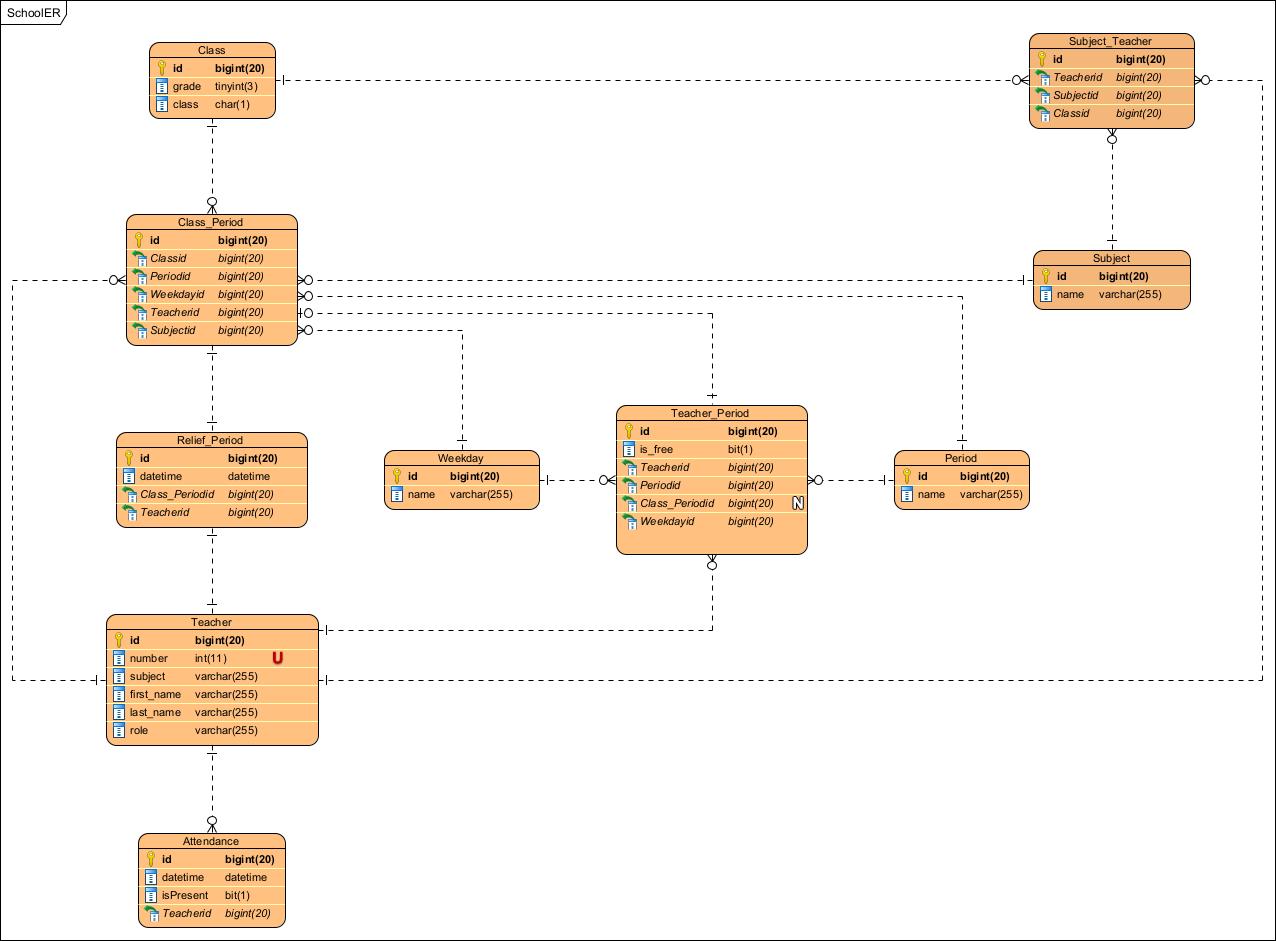 SchoolER
Class
id bigint(20)
grade tinyint(3)
class char(1)
Subject_Teacher
id bigint(20)
Teacherid bigint(20)
Subjectid bigint(20)
Classid bigint(20)
Class_Period
id bigint(20)
Classid bigint(20)
Periodid bigint(20)
Weekdayid bigint(20)
Teacherid bigint(20)
Subjectid bigint(20)
Subject
id bigint(20)
name varchar(255)
Relief_Period
id bigint(20)
datetime datetime
Class_Periodid bigint(20)
Teacherid bigint(20)
Weekday
id bigint(20)
name varchar(255)
Teacher_Period
id bigint(20)
is_free bit(1)
Teacherid bigint(20)
Periodid bigint(20)
Class_Periodid bigint(20) N
Weekdayid bigint(20)
Period
id bigint(20)
name varchar(255)
Teacher
id bigint(20)
number int(11) U
subject varchar(255)
first_name varchar(255)
last_name varchar(255)
role varchar(255)
Attendance
id bigint(20)
datetime datetime
isPresent bit(1)
Teacherid bigint(20)